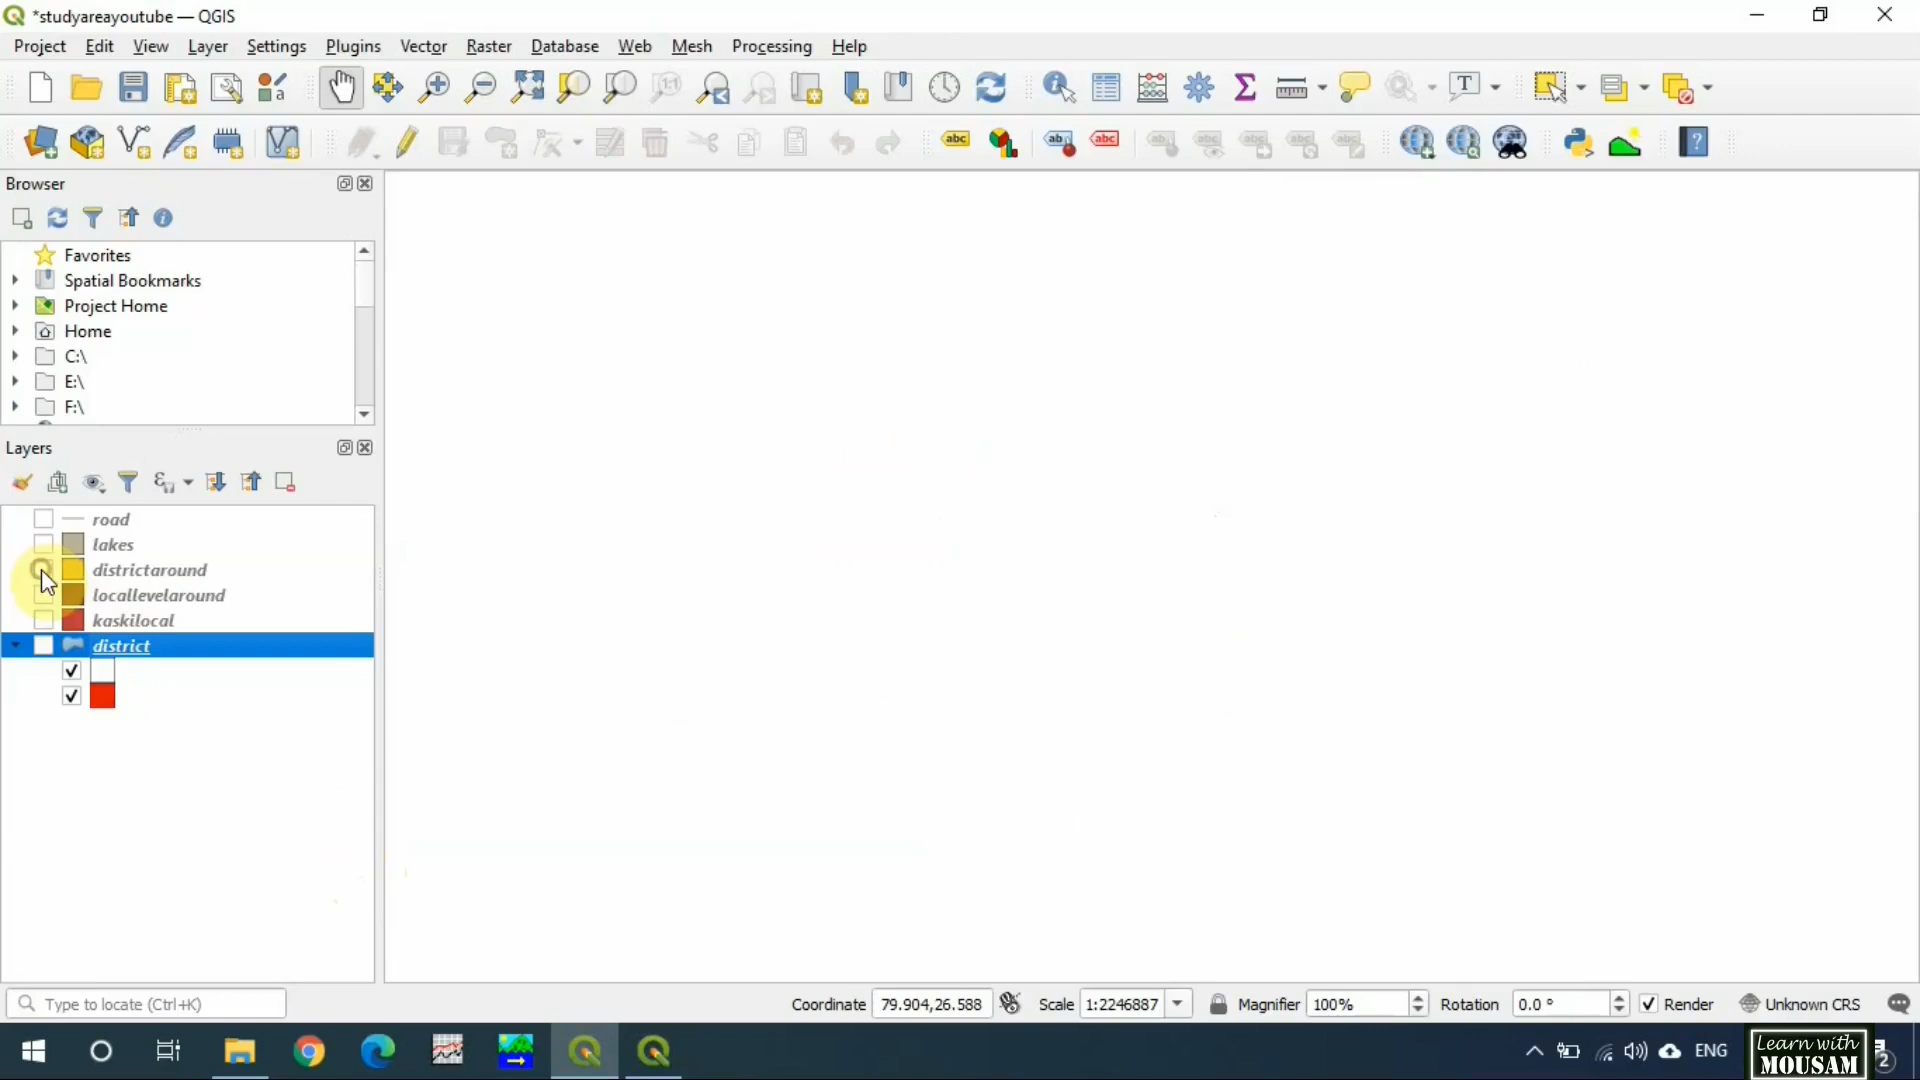 *studyareayoutube — QGIS
Project Edit View Layer Settings Plugins Vector Raster Database Web Mesh Processing Help
Browser
Favorites
Spatial Bookmarks
Project Home
Home
C:\
E:\
F:\
Layers
road
lakes
districtaround
locallevelaround
kaskilocal
district
Type to locate (Ctrl+K)
Coordinate 79.904,26.588 Scale 1:2246887 Magnifier 100% Rotation 0.0 ° Render Unknown CRS
ENG
Learn with
MOUSAM
2